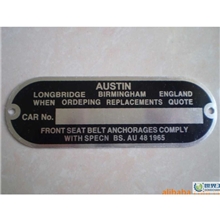 AUSTIN
LONGBRIDGE BIRMINGHAM ENGLAND
WHEN ORDEPING REPLACEMENTS QUOTE
CAR No.
FRONT SEAT BELT ANCHORAGES COMPLY
WITH SPECN BS. AU 48 1965